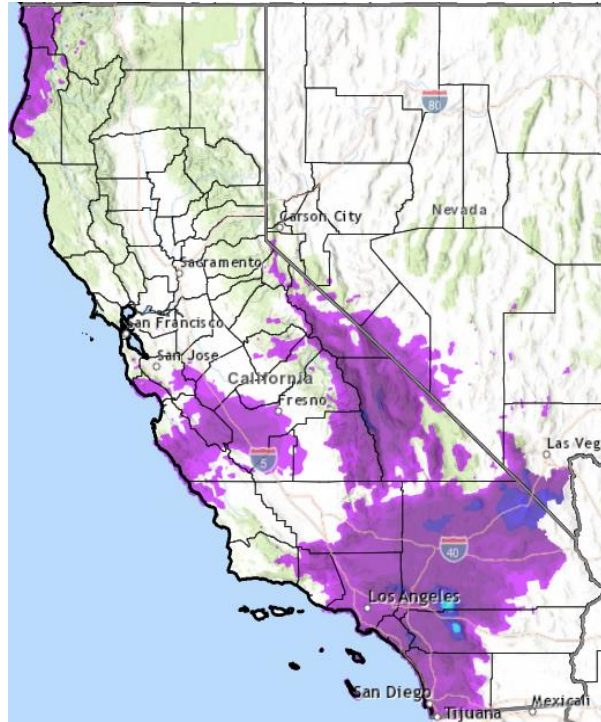 80
Nevada
Carson City
Sacramento
San Francisco
San Jose
California
Fresno
5
Las Veg
40
Los Angeles
San Diego
Tijuana
Mexicali